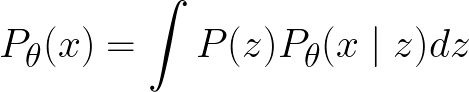 P_θ(x) = ∫ P(z)P_θ(x | z)dz